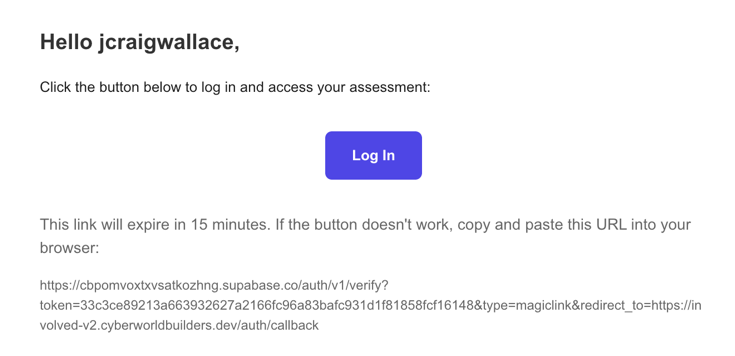 Hello jcraigwallace,
Click the button below to log in and access your assessment:
Log In
This link will expire in 15 minutes. If the button doesn't work, copy and paste this URL into your
browser:
https://cbpomvoxtxvsatkozhng.supabase.co/auth/v1/verify?
token=33c3ce89213a663932627a2166fc96a83bafc931d1f81858fcf16148&type=magiclink&redirect_to=https://in
volved-v2.cyberworldbuilders.dev/auth/callback